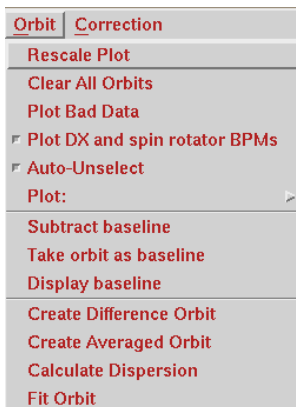 Orbit Correction
Rescale Plot
Clear All Orbits
Plot Bad Data
Plot DX and spin rotator BPMs
Auto-Unselect
Plot:
Subtract baseline
Take orbit as baseline
Display baseline
Create Difference Orbit
Create Averaged Orbit
Calculate Dispersion
Fit Orbit